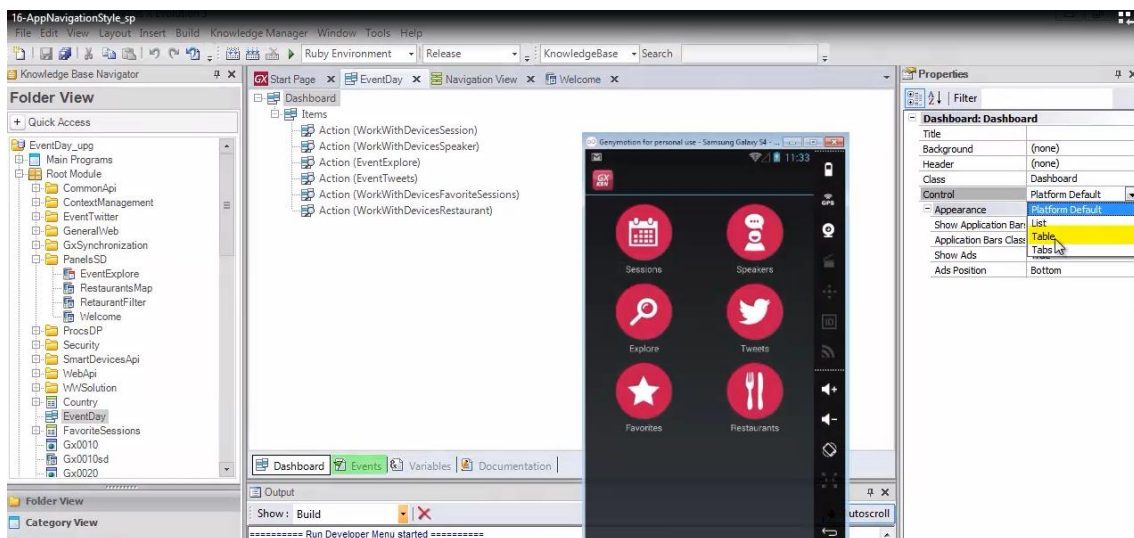 16-AppNavigationStyle_sp
File Edit View Layout Insert Build Knowledge Manager Window Tools Help
Ruby Environment Release KnowledgeBase Search
Knowledge Base Navigator
Folder View
+ Quick Access
EventDay_upg
Main Programs
Root Module
CommonApi
ContextManagement
EventTwitter
GeneralWeb
GxSynchronization
PanelsSD
EventExplore
RestaurantsMap
RetaurantFilter
Welcome
ProcsDP
Security
SmartDevicesApi
WebApi
WWSolution
Country
EventDay
FavoriteSessions
Gx0010
Gx0010sd
Gx0020
Folder View
Category View
Start Page EventDay Navigation View Welcome
Dashboard
Items
Action (WorkWithDevicesSession)
Action (WorkWithDevicesSpeaker)
Action (EventExplore)
Action (EventTweets)
Action (WorkWithDevicesFavoriteSessions)
Action (WorkWithDevicesRestaurant)
Dashboard Events Variables Documentation
Output
Show: Build
Autoscroll
========== Run Developer Menu started ==========
Genymotion for personal use - Samsung Galaxy S4 - ...
11:33
GX
KBN
GPS
ID
Sessions Speakers
Explore Tweets
Favorites Restaurants
Properties
Filter
Dashboard: Dashboard
Title
Background (none)
Header (none)
Class Dashboard
Control Platform Default
Appearance Platform Default
Show Application Bars List
Application Bars Class Table
Show Ads Tabs
Ads Position Bottom